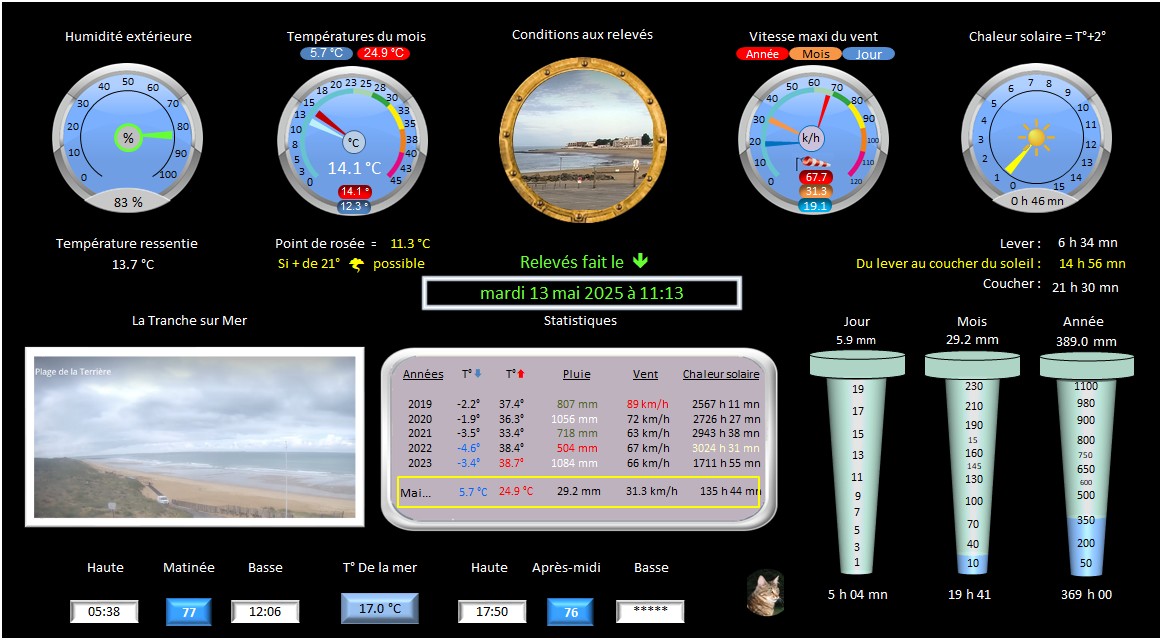 Humidité extérieure
Températures du mois
5.7 °C 24.9 °C
Conditions aux relevés
Vitesse maxi du vent
Année Mois Jour
Chaleur solaire = T°+2°
0 10 20 30 40 50 60 70 80 90 100
%
83 %
0 3 5 8 10 13 15 18 20 23 25 28 30 33 35 38 40 43 45
°C
14.1 °C
14.1 °
12.3 °
10 20 30 40 50 60 70 80 90 100 110 120
k/h
67.7
31.3
19.1
0 1 2 3 4 5 6 7 8 9 10 11 12 13 14 15
0 h 46 mn
Température ressentie
13.7 °C
Point de rosée = 11.3 °C
Si + de 21° possible
Relevés fait le
mardi 13 mai 2025 à 11:13
Lever : 6 h 34 mn
Du lever au coucher du soleil : 14 h 56 mn
Coucher : 21 h 30 mn
La Tranche sur Mer
Plage de la Terrière
Statistiques
Années T° T° Pluie Vent Chaleur solaire
2019 -2.2° 37.4° 807 mm 89 km/h 2567 h 11 mn
2020 -1.9° 36.3° 1056 mm 72 km/h 2726 h 27 mn
2021 -3.5° 33.4° 718 mm 63 km/h 2943 h 38 mn
2022 -4.6° 38.4° 504 mm 67 km/h 3024 h 31 mn
2023 -3.4° 38.7° 1084 mm 66 km/h 1711 h 55 mn
Mai... 5.7 °C 24.9 °C 29.2 mm 31.3 km/h 135 h 44 mn
Jour
5.9 mm
19
17
15
13
11
9
7
5
3
1
5 h 04 mn
Mois
29.2 mm
230
210
190
15
160
145
130
100
70
40
10
19 h 41
Année
389.0 mm
1100
980
900
800
750
650
600
500
350
200
50
369 h 00
Haute Matinée Basse
05:38 77 12:06
T° De la mer
17.0 °C
Haute Après-midi Basse
17:50 76 *****